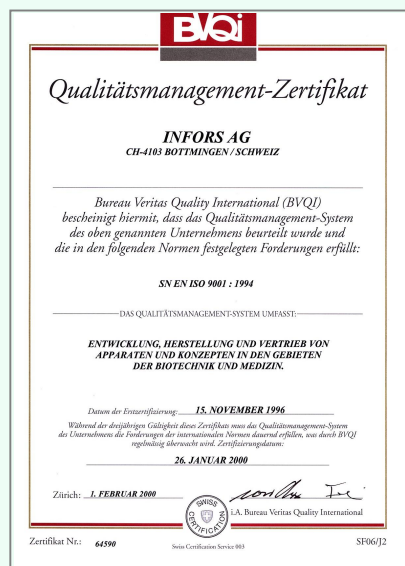 BVQi
Qualitätsmanagement-Zertifikat
INFORS AG
CH-4103 BOTTMINGEN / SCHWEIZ
Bureau Veritas Quality International (BVQI)
bescheinigt hiermit, dass das Qualitätsmanagement-System
des oben genannten Unternehmens beurteilt wurde und
die in den folgenden Normen festgelegten Forderungen erfüllt:
SN EN ISO 9001 : 1994
DAS QUALITÄTSMANAGEMENT-SYSTEM UMFASST:
ENTWICKLUNG, HERSTELLUNG UND VERTRIEB VON
APPARATEN UND KONZEPTEN IN DEN GEBIETEN
DER BIOTECHNIK UND MEDIZIN.
Datum der Erstzertifizierung: 15. NOVEMBER 1996
Während der dreijährigen Gültigkeit dieses Zertifikats muss das Qualitätsmanagement-System
des Unternehmens die Forderungen der internationalen Normen dauernd erfüllen, was durch BVQI
regelmässig überwacht wird. Zertifizierungsdatum:
26. JANUAR 2000
Zürich: 1. FEBRUAR 2000
SWISS
CERTIFICATION
i.A. Bureau Veritas Quality International
Zertifikat Nr.: 64590
Swiss Certification Service 003
SF06/J2